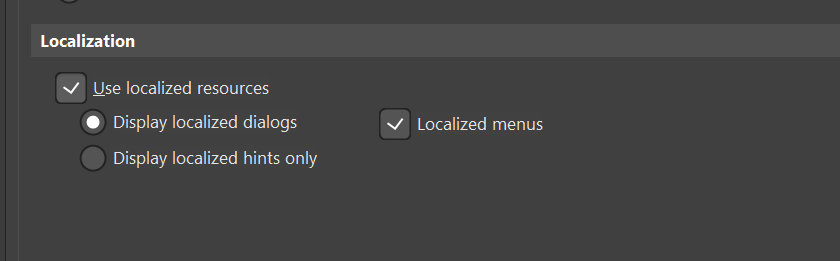 Localization
Use localized resources
Display localized dialogs
Localized menus
Display localized hints only